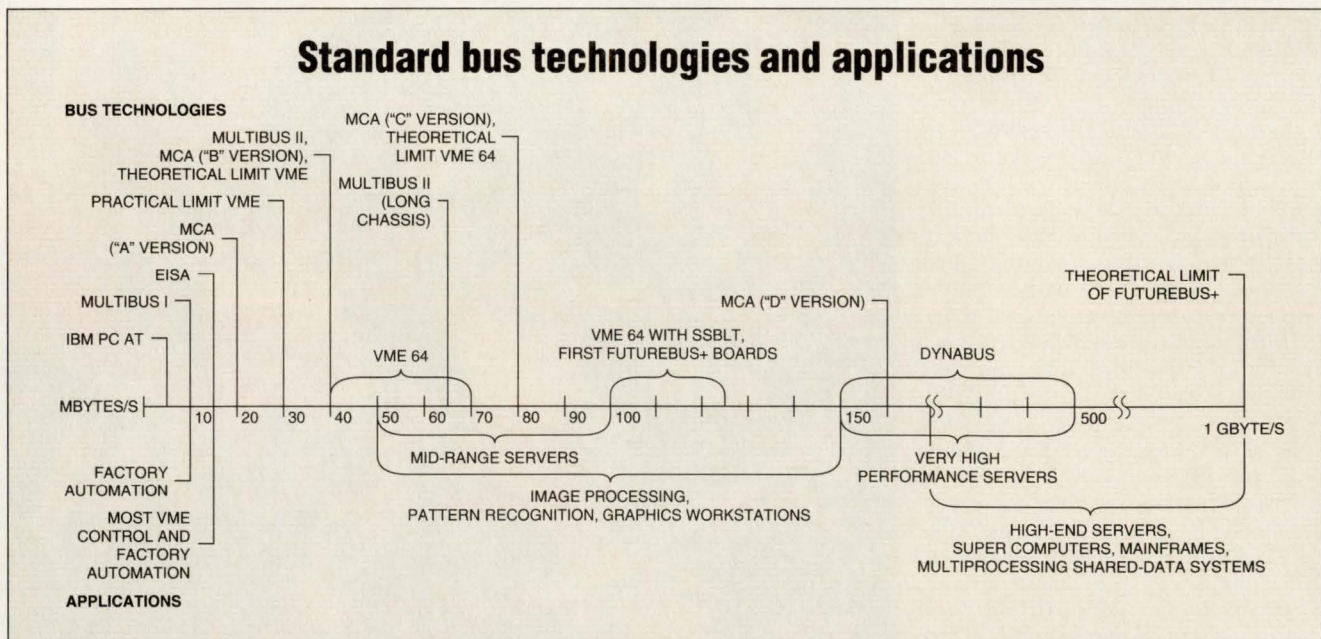 Standard bus technologies and applications
BUS TECHNOLOGIES
MULTIBUS II,
MCA ("B" VERSION),
THEORETICAL LIMIT VME
PRACTICAL LIMIT VME
MCA
("A" VERSION)
EISA
MULTIBUS I
IBM PC AT
MCA ("C" VERSION),
THEORETICAL
LIMIT VME 64
MULTIBUS II
(LONG
CHASSIS)
VME 64
VME 64 WITH SSBLT,
FIRST FUTUREBUS+ BOARDS
MCA ("D" VERSION)
DYNABUS
THEORETICAL LIMIT
OF FUTUREBUS+
MBYTES/S 10 20 30 40 50 60 70 80 90 100 150 500
1 GBYTE/S
FACTORY
AUTOMATION
MOST VME
CONTROL AND
FACTORY
AUTOMATION
MID-RANGE SERVERS
IMAGE PROCESSING,
PATTERN RECOGNITION, GRAPHICS WORKSTATIONS
VERY HIGH
PERFORMANCE SERVERS
HIGH-END SERVERS,
SUPER COMPUTERS, MAINFRAMES,
MULTIPROCESSING SHARED-DATA SYSTEMS
APPLICATIONS